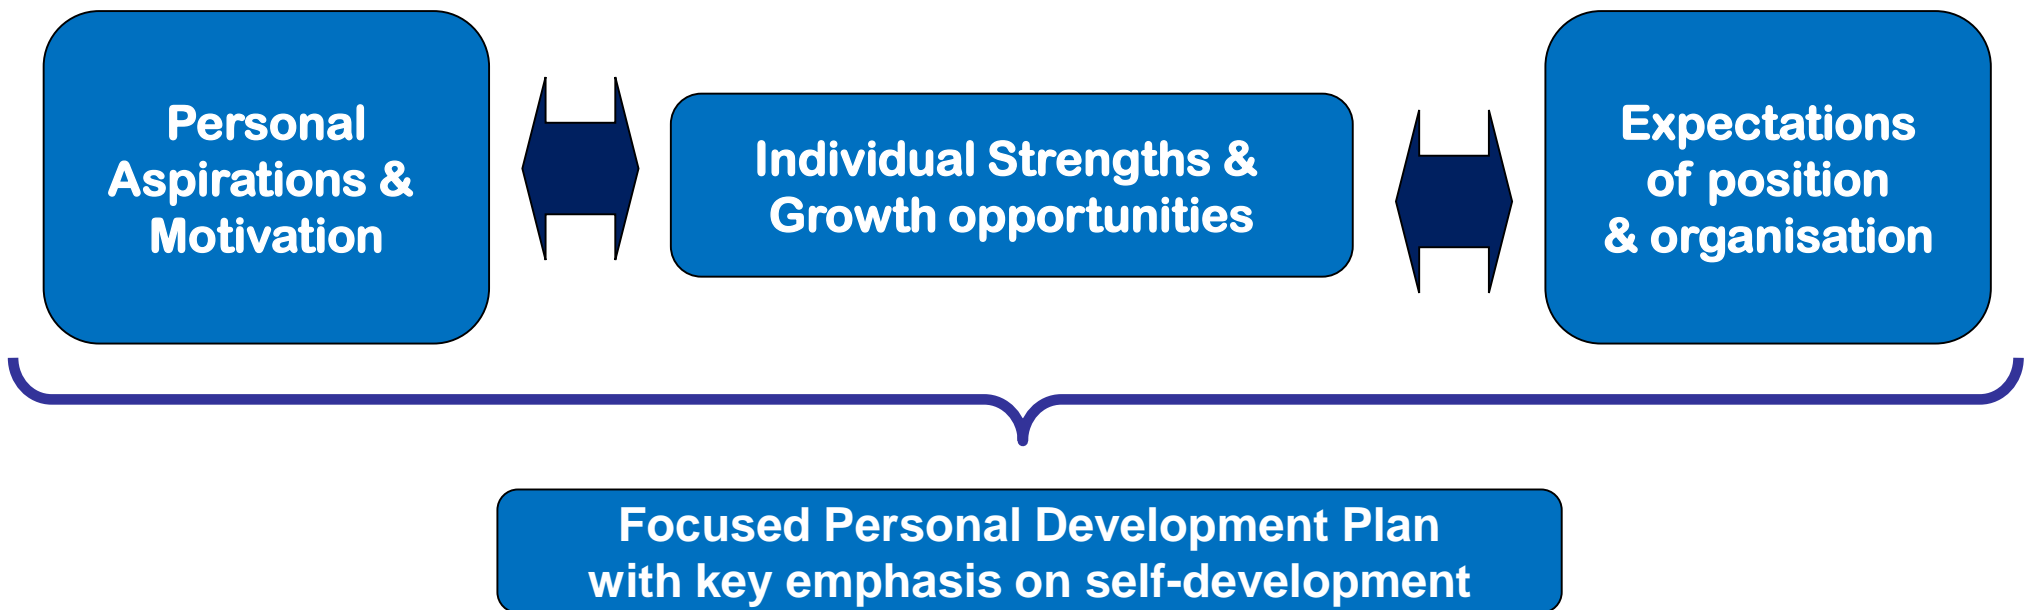 Personal
Aspirations &
Motivation
Individual Strengths &
Growth opportunities
Expectations
of position
& organisation
Focused Personal Development Plan
with key emphasis on self-development